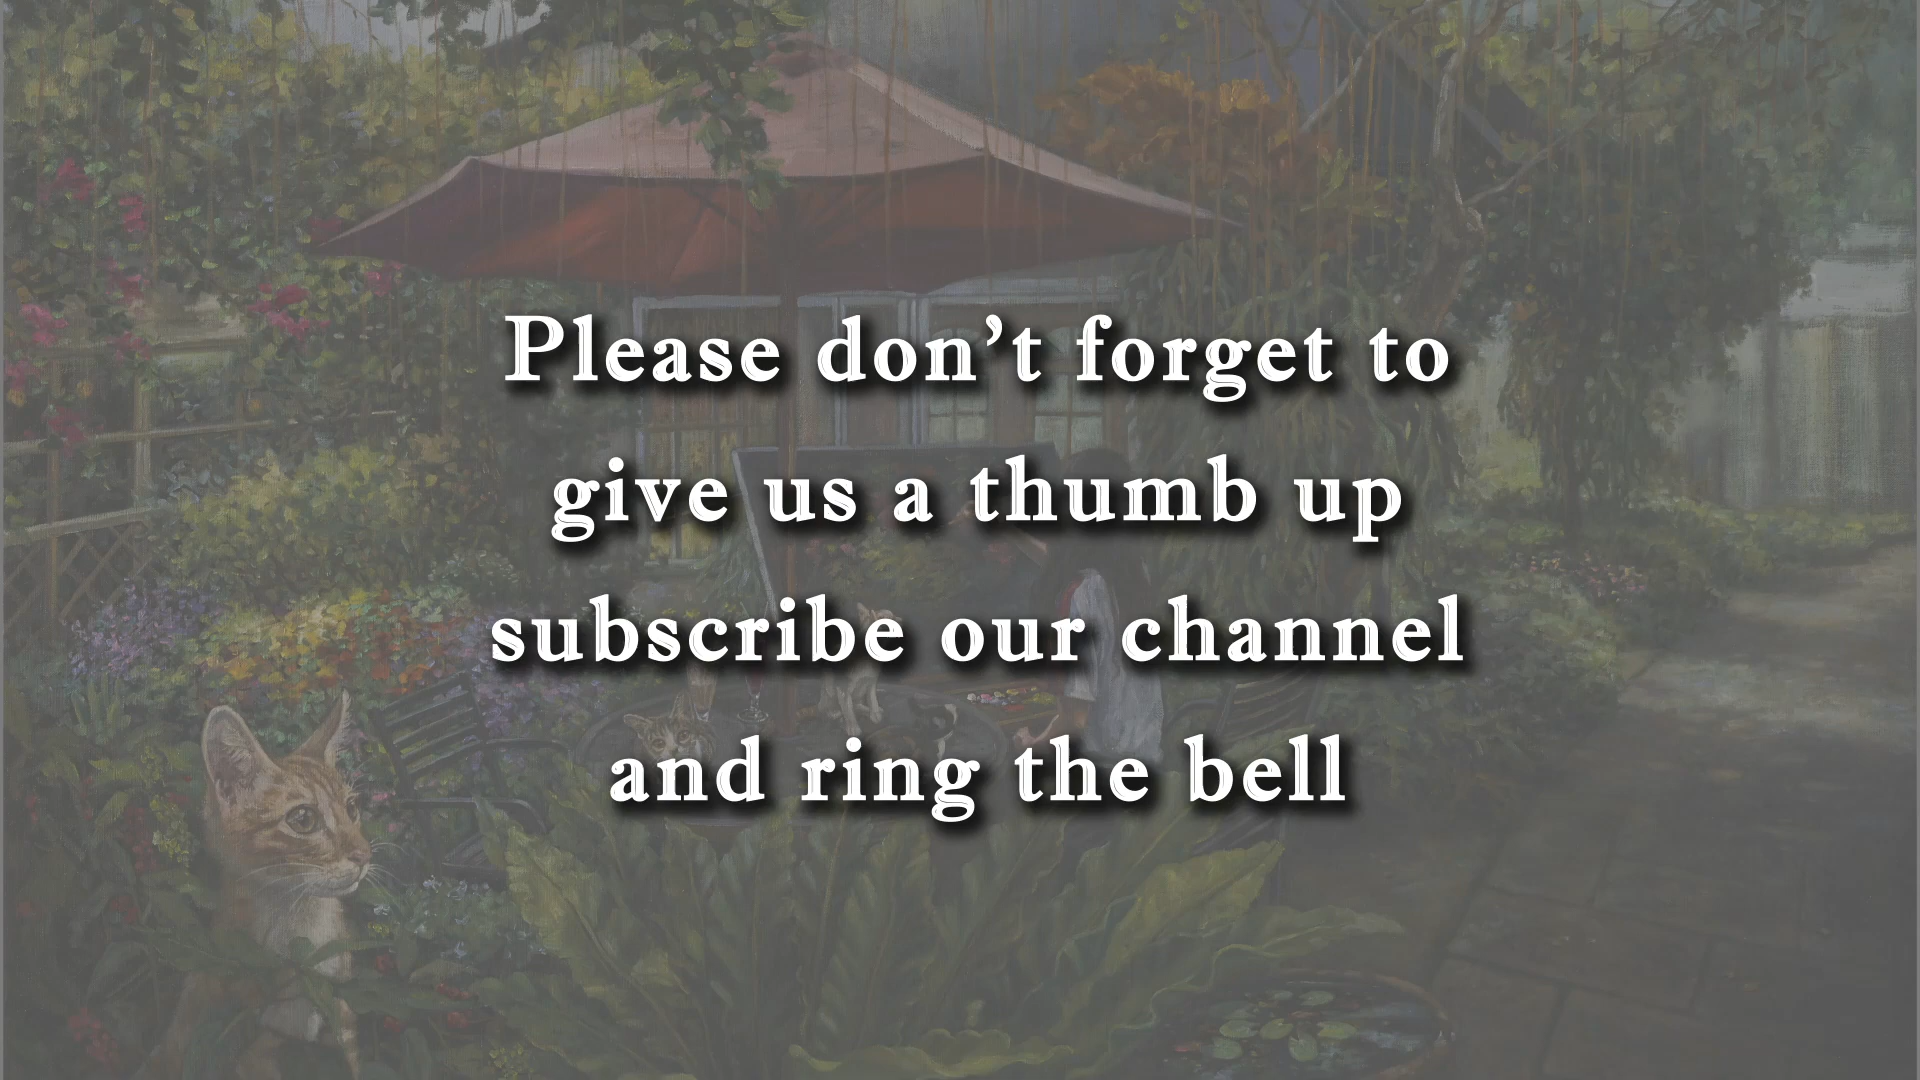 Please don’t forget to
give us a thumb up
subscribe our channel
and ring the bell